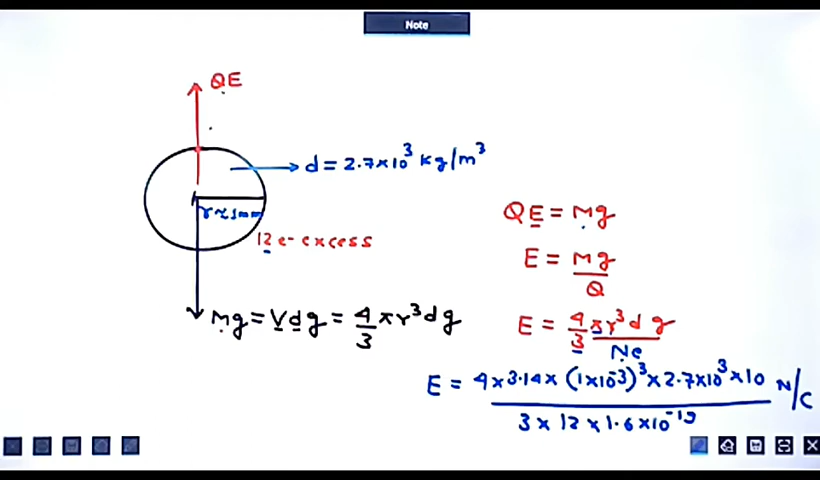 Note
QE
d = 2.7×10³ Kg/m³
12 e- excess
Mg = Vdg = 4/3 πr³dg
QE = Mg
E = Mg/Q
E = 4/3 πr³dg/Ne
E = 4×3.14×(1×10⁻³)³×2.7×10³×10 / 3×12×1.6×10⁻¹⁹ N/C